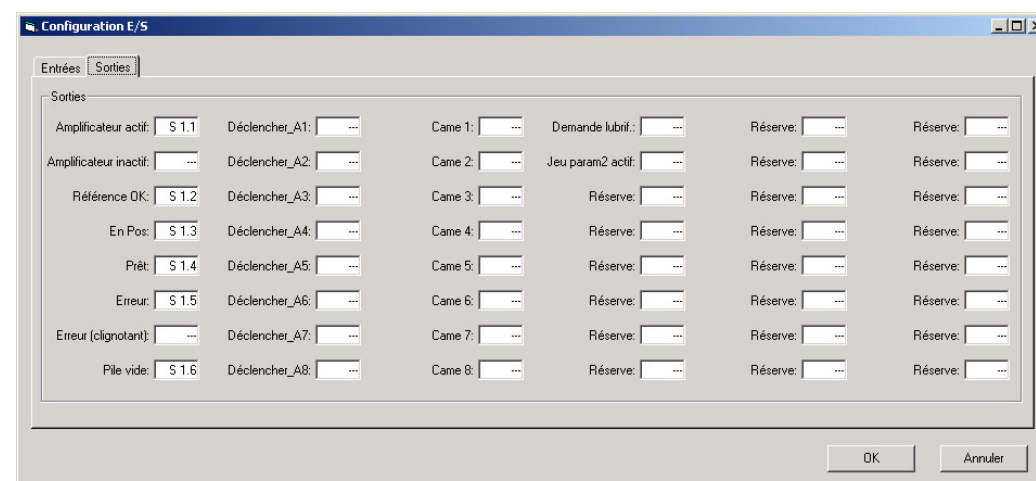 Configuration E/S
Entrées Sorties
Sorties
Amplificateur actif: S 1.1 Déclencher_A1: --- Came 1: --- Demande lubrif.: --- Réserve: --- Réserve: ---
Amplificateur inactif: --- Déclencher_A2: --- Came 2: --- Jeu param2 actif: --- Réserve: --- Réserve: ---
Référence OK: S 1.2 Déclencher_A3: --- Came 3: --- Réserve: --- Réserve: --- Réserve: ---
En Pos: S 1.3 Déclencher_A4: --- Came 4: --- Réserve: --- Réserve: --- Réserve: ---
Prêt: S 1.4 Déclencher_A5: --- Came 5: --- Réserve: --- Réserve: --- Réserve: ---
Erreur: S 1.5 Déclencher_A6: --- Came 6: --- Réserve: --- Réserve: --- Réserve: ---
Erreur (clignotant): --- Déclencher_A7: --- Came 7: --- Réserve: --- Réserve: --- Réserve: ---
Pile vide: S 1.6 Déclencher_A8: --- Came 8: --- Réserve: --- Réserve: --- Réserve: ---
OK Annuler